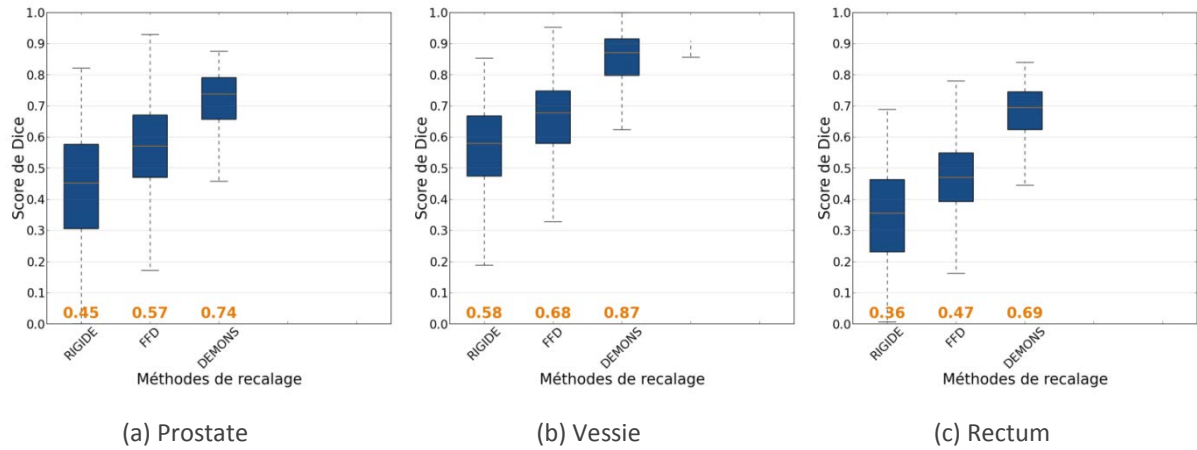 Score de Dice
1.0
0.9
0.8
0.7
0.6
0.5
0.4
0.3
0.2
0.1
0.0
0.45 0.57 0.74
RIGIDE FFD DEMONS
Méthodes de recalage
(a) Prostate
Score de Dice
1.0
0.9
0.8
0.7
0.6
0.5
0.4
0.3
0.2
0.1
0.0
0.58 0.68 0.87
RIGIDE FFD DEMONS
Méthodes de recalage
(b) Vessie
Score de Dice
1.0
0.9
0.8
0.7
0.6
0.5
0.4
0.3
0.2
0.1
0.0
0.36 0.47 0.69
RIGIDE FFD DEMONS
Méthodes de recalage
(c) Rectum